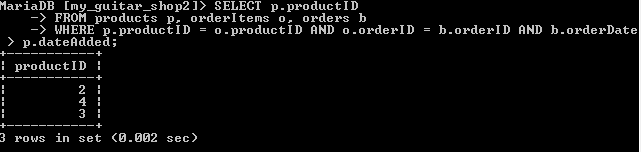 MariaDB [my_guitar_shop2]> SELECT p.productID
    -> FROM products p, orderItems o, orders b
    -> WHERE p.productID = o.productID AND o.orderID = b.orderID AND b.orderDate
 > p.dateAdded;
+-----------+
¦ productID ¦
+-----------+
¦         2 ¦
¦         4 ¦
¦         3 ¦
+-----------+
3 rows in set (0.002 sec)